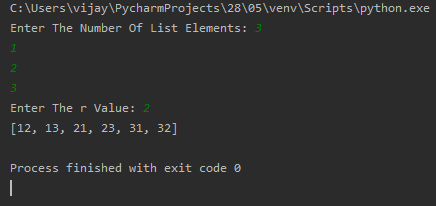 C:\Users\vijay\PycharmProjects\28\05\venv\Scripts\python.exe
Enter The Number Of List Elements: 3
1
2
3
Enter The r Value: 2
[12, 13, 21, 23, 31, 32]
Process finished with exit code 0